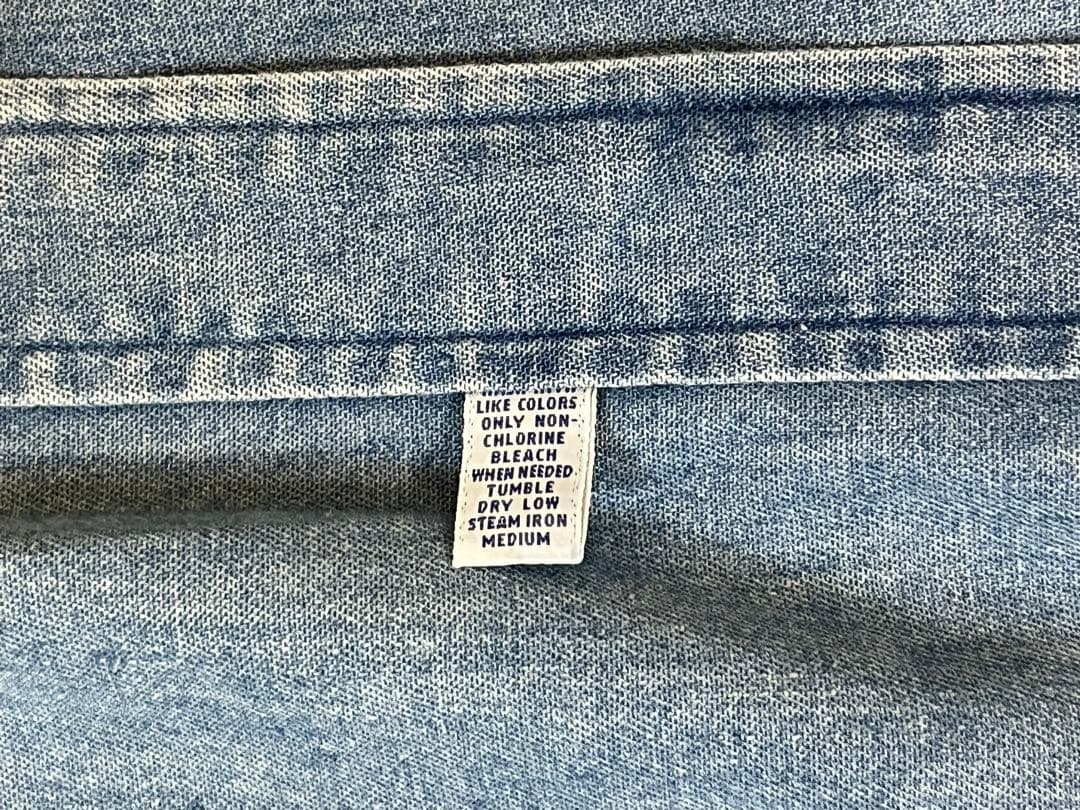 LIKE COLORS
ONLY NON-
CHLORINE
BLEACH
WHEN NEEDED
TUMBLE
DRY LOW
STEAM IRON
MEDIUM